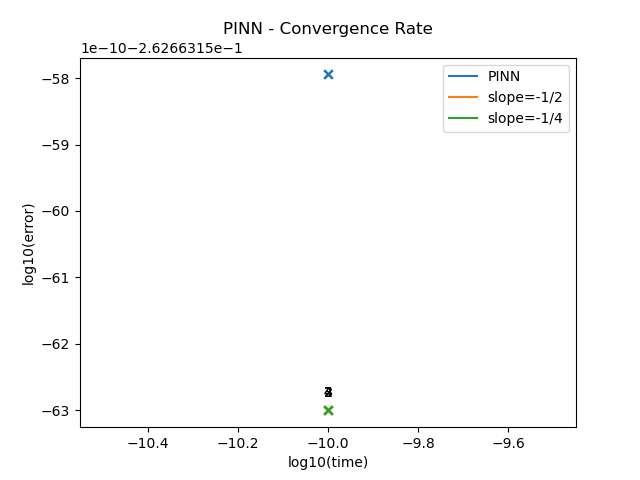 PINN - Convergence Rate
1e−10−2.6266315e−1
PINN
slope=-1/2
slope=-1/4
−58
−59
−60
−61
−62
−63
log10(error)
−10.4
−10.2
−10.0
−9.8
−9.6
log10(time)